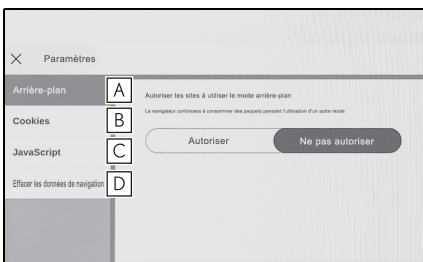 Paramètres
Arrière-plan
A
Autoriser les sites à utiliser le mode arrière-plan
Le navigateur continuera à consommer des paquets pendant l'utilisation d'un autre mode
Cookies
B
Autoriser
Ne pas autoriser
JavaScript
C
Effacer les données de navigation
D